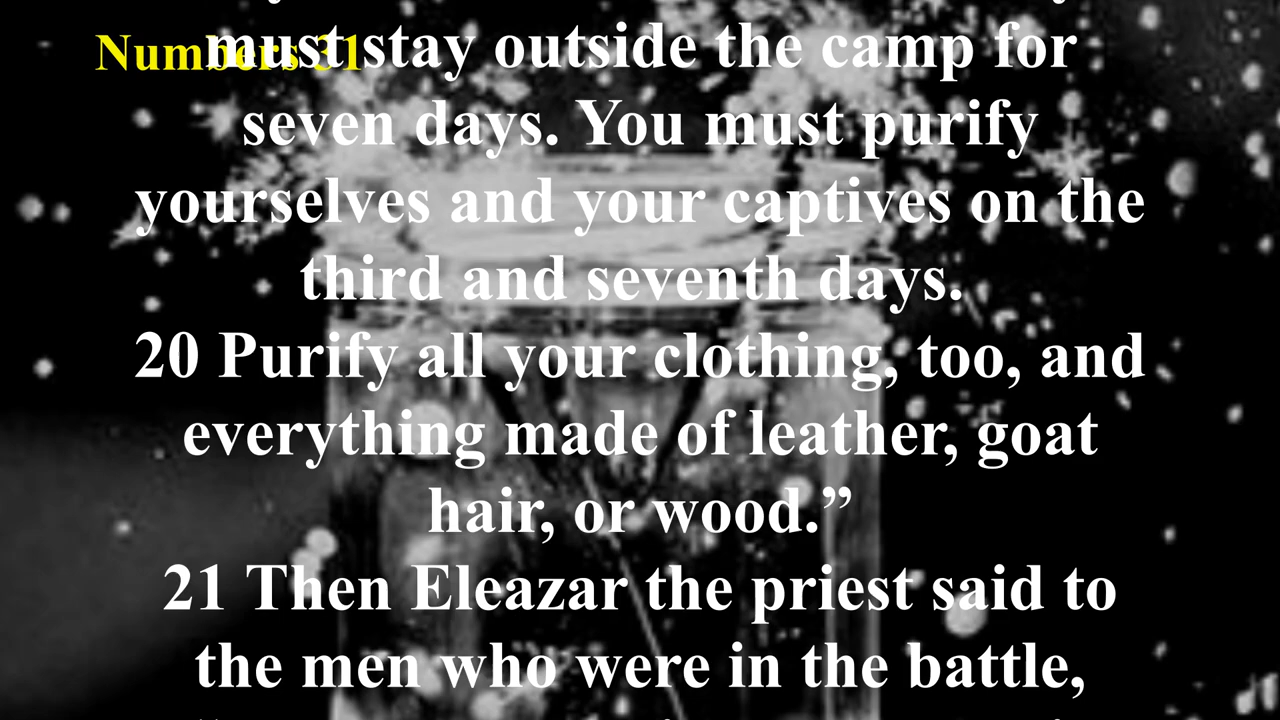 Numbers 31
must stay outside the camp for
seven days. You must purify
yourselves and your captives on the
third and seventh days.
20 Purify all your clothing, too, and
everything made of leather, goat
hair, or wood.”
21 Then Eleazar the priest said to
the men who were in the battle,